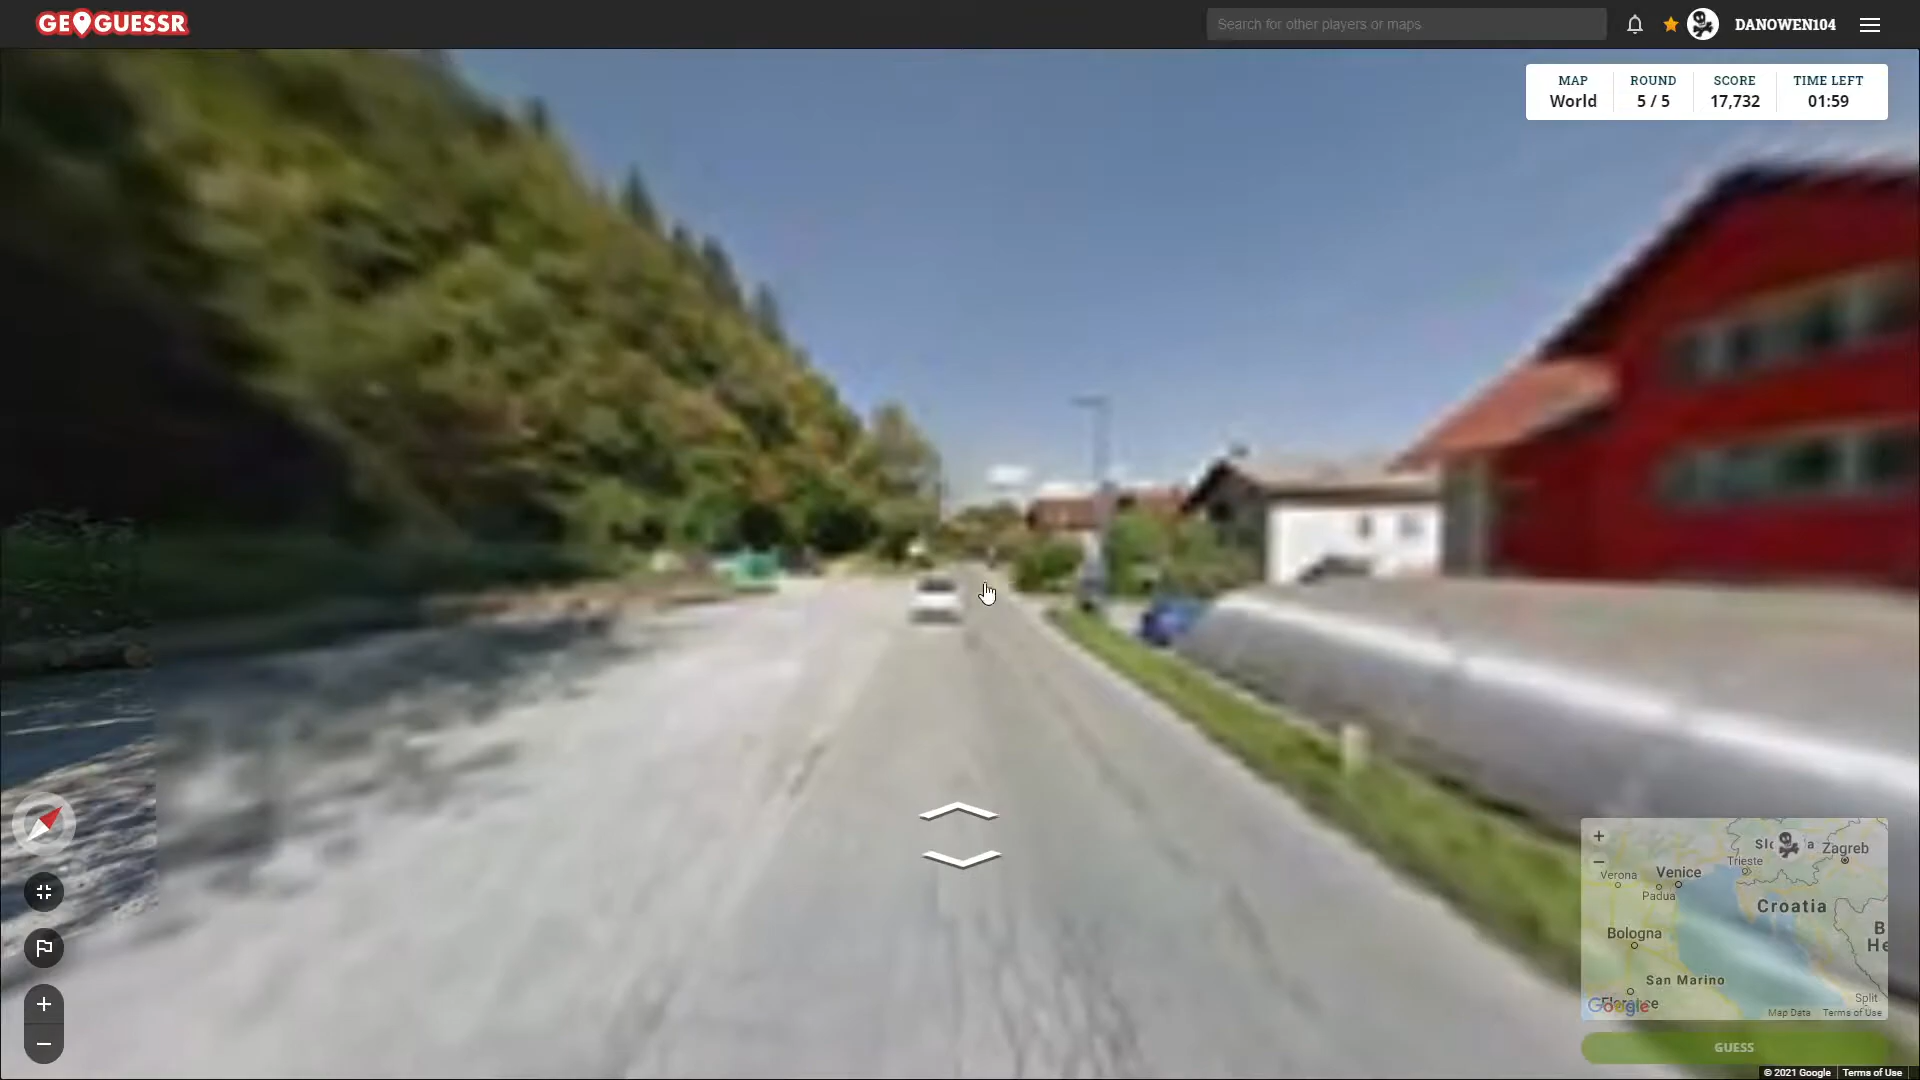 GEOGUESSR
Search for other players or maps
DANOWEN104
MAP ROUND SCORE TIME LEFT
World 5 / 5 17,732 01:59
Zagreb
Trieste
Verona Venice
Padua
Croatia
Bologna
San Marino
Split
Google
Map Data Terms of Use
GUESS
© 2021 Google Terms of Use